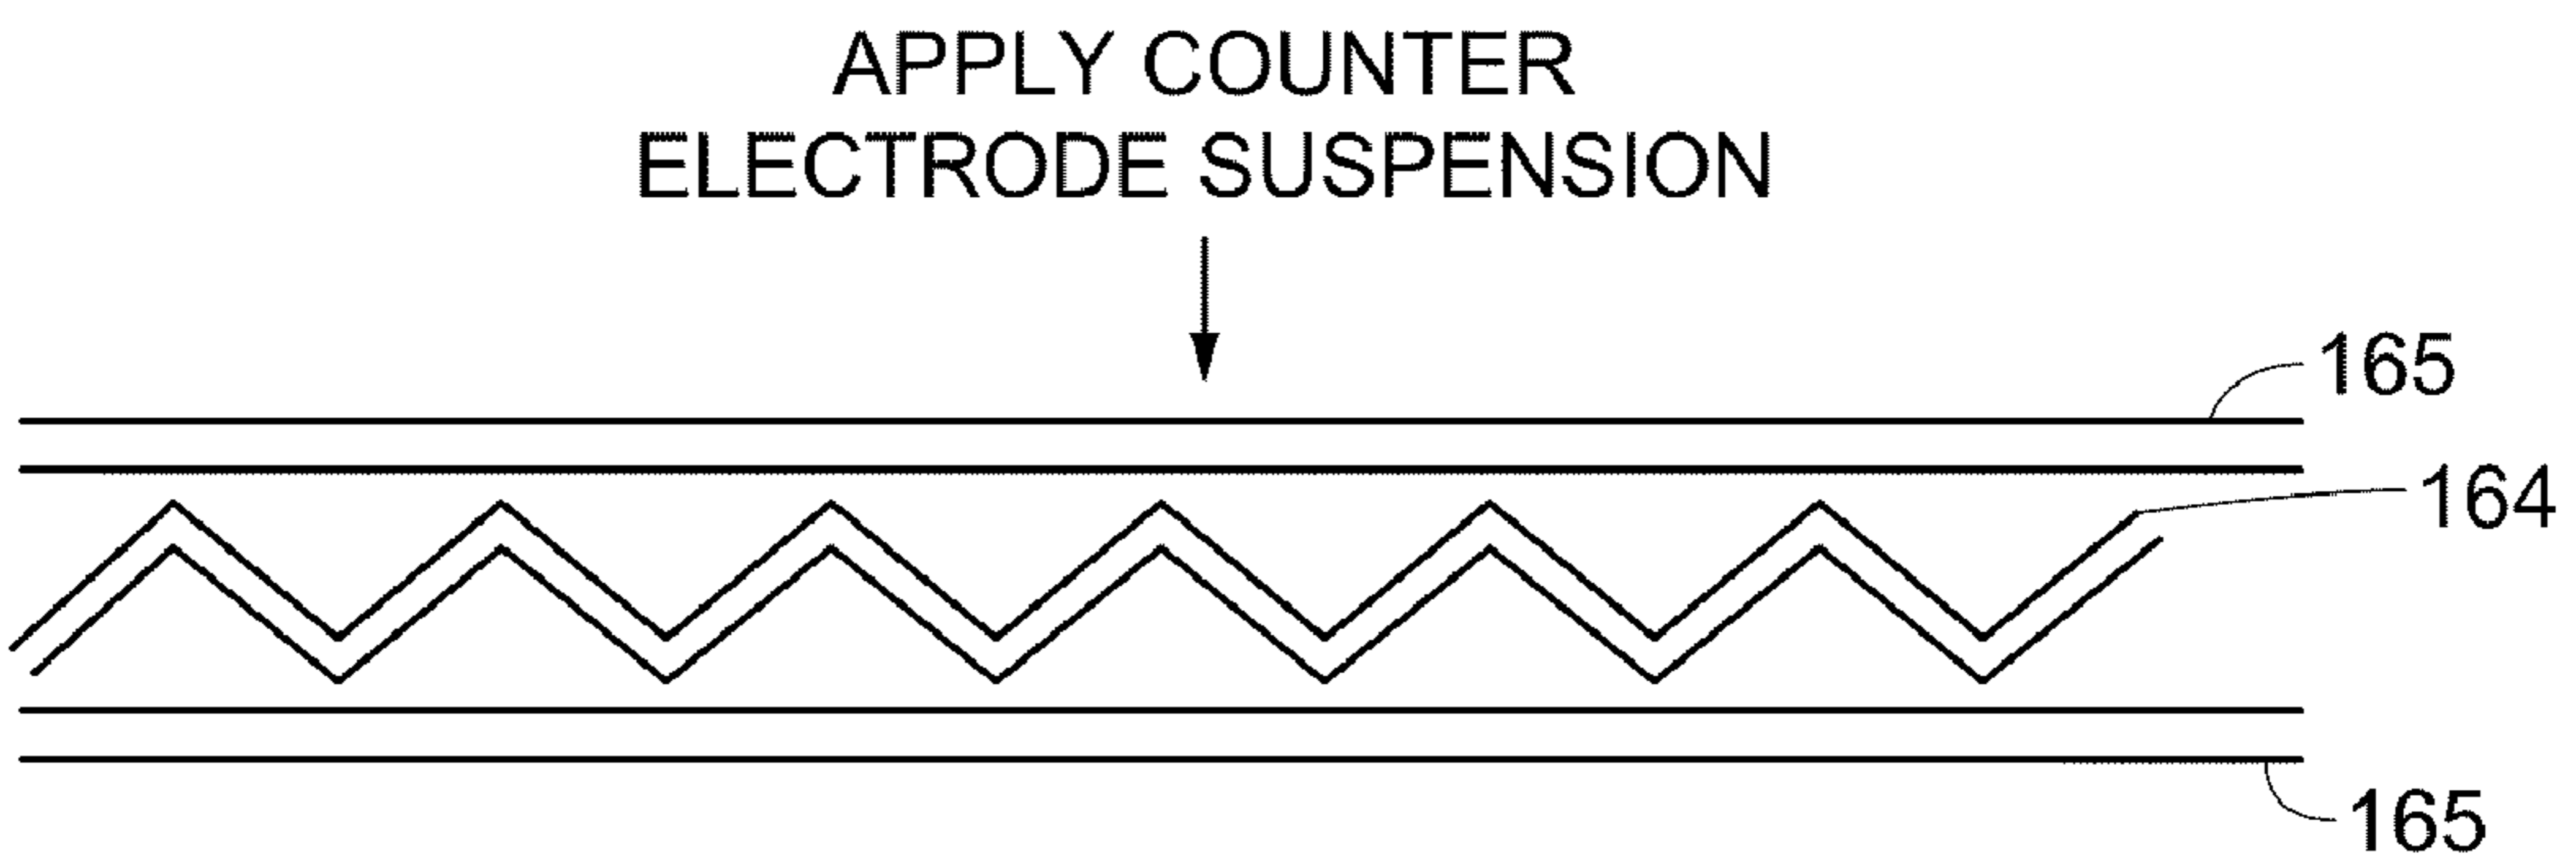 APPLY COUNTER
ELECTRODE SUSPENSION
165
164
165